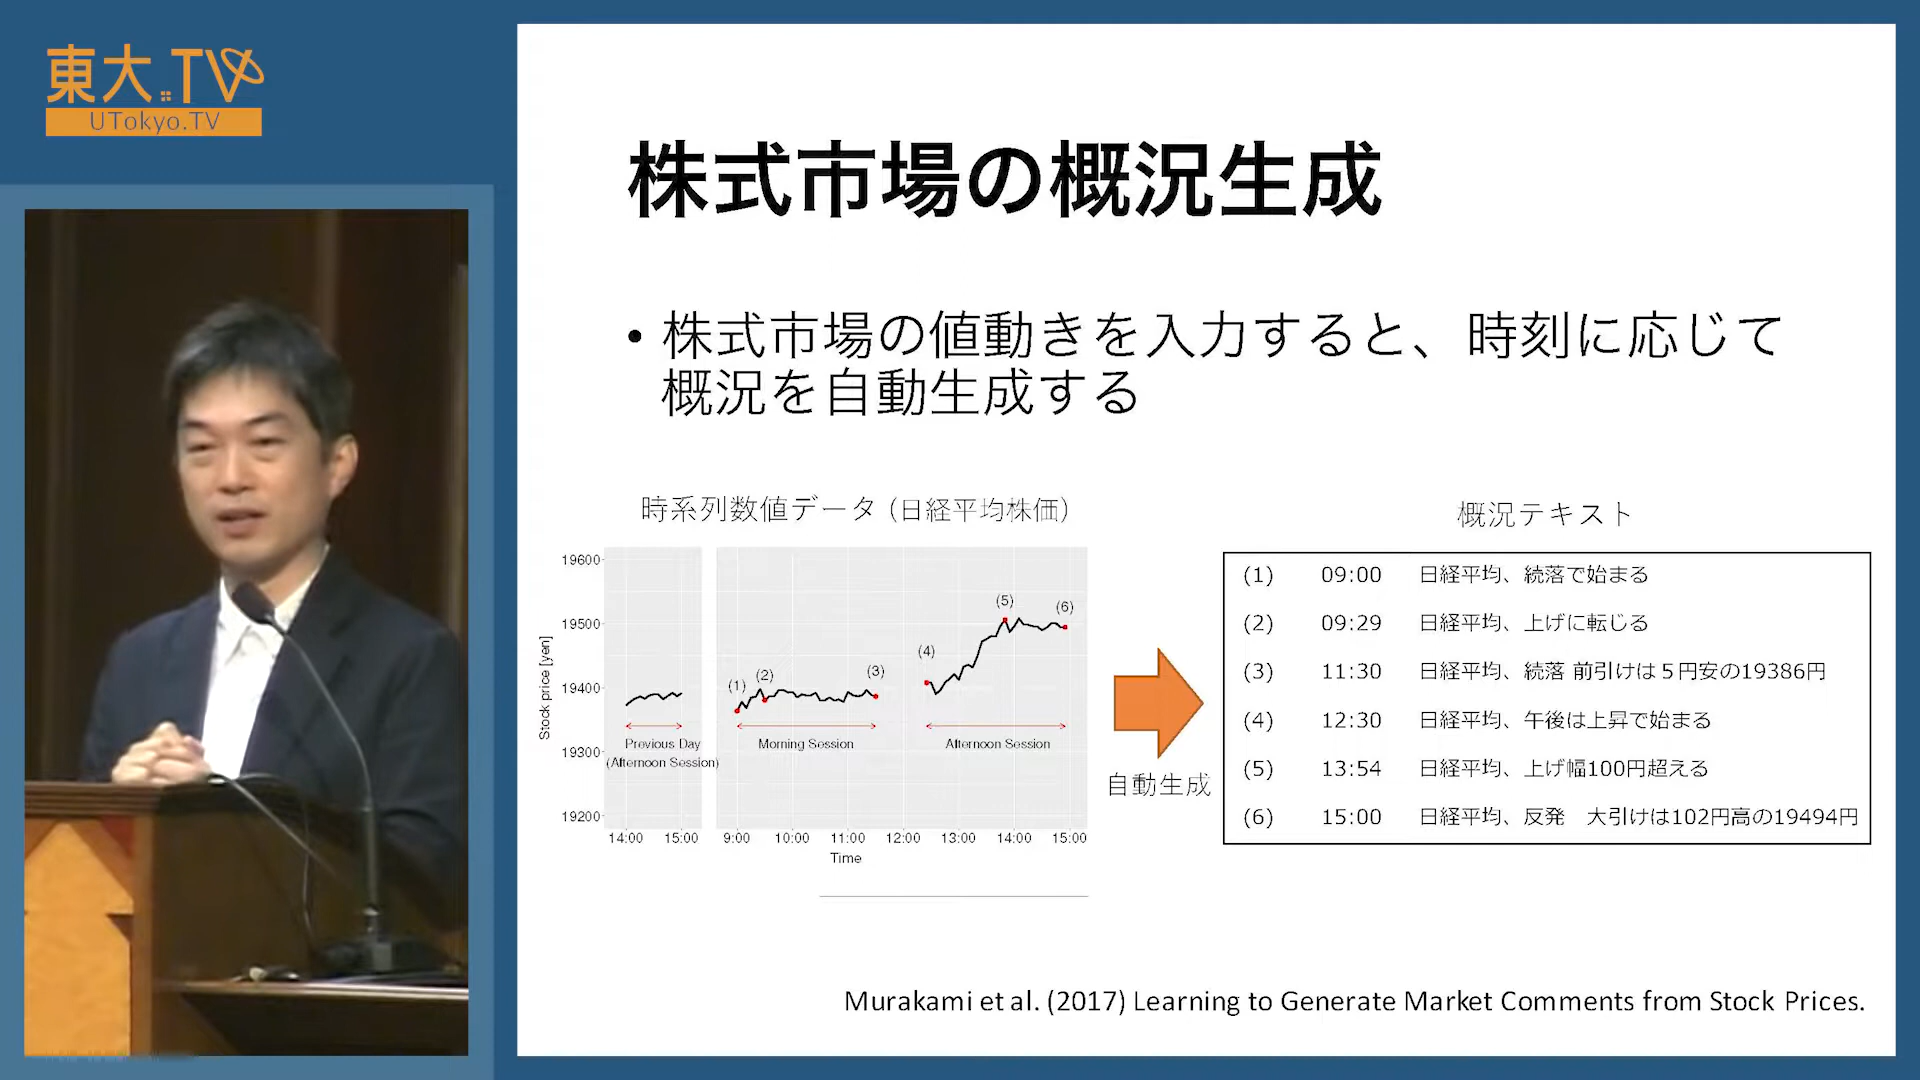 東大.TV
UTokyo.TV
株式市場の概況生成
• 株式市場の値動きを入力すると、時刻に応じて
概況を自動生成する
時系列数値データ (日経平均株価)
19600
19500
19400
19300
19200
Stock price [yen]
(1)
(2)
(3)
(4)
(5)
(6)
Previous Day
(Afternoon Session)
Morning Session
Afternoon Session
14:00 15:00 9:00 10:00 11:00 12:00 13:00 14:00 15:00
Time
自動生成
概況テキスト
(1) 09:00 日経平均、続落で始まる
(2) 09:29 日経平均、上げに転じる
(3) 11:30 日経平均、続落 前引けは５円安の19386円
(4) 12:30 日経平均、午後は上昇で始まる
(5) 13:54 日経平均、上げ幅100円超える
(6) 15:00 日経平均、反発　大引けは102円高の19494円
Murakami et al. (2017) Learning to Generate Market Comments from Stock Prices.